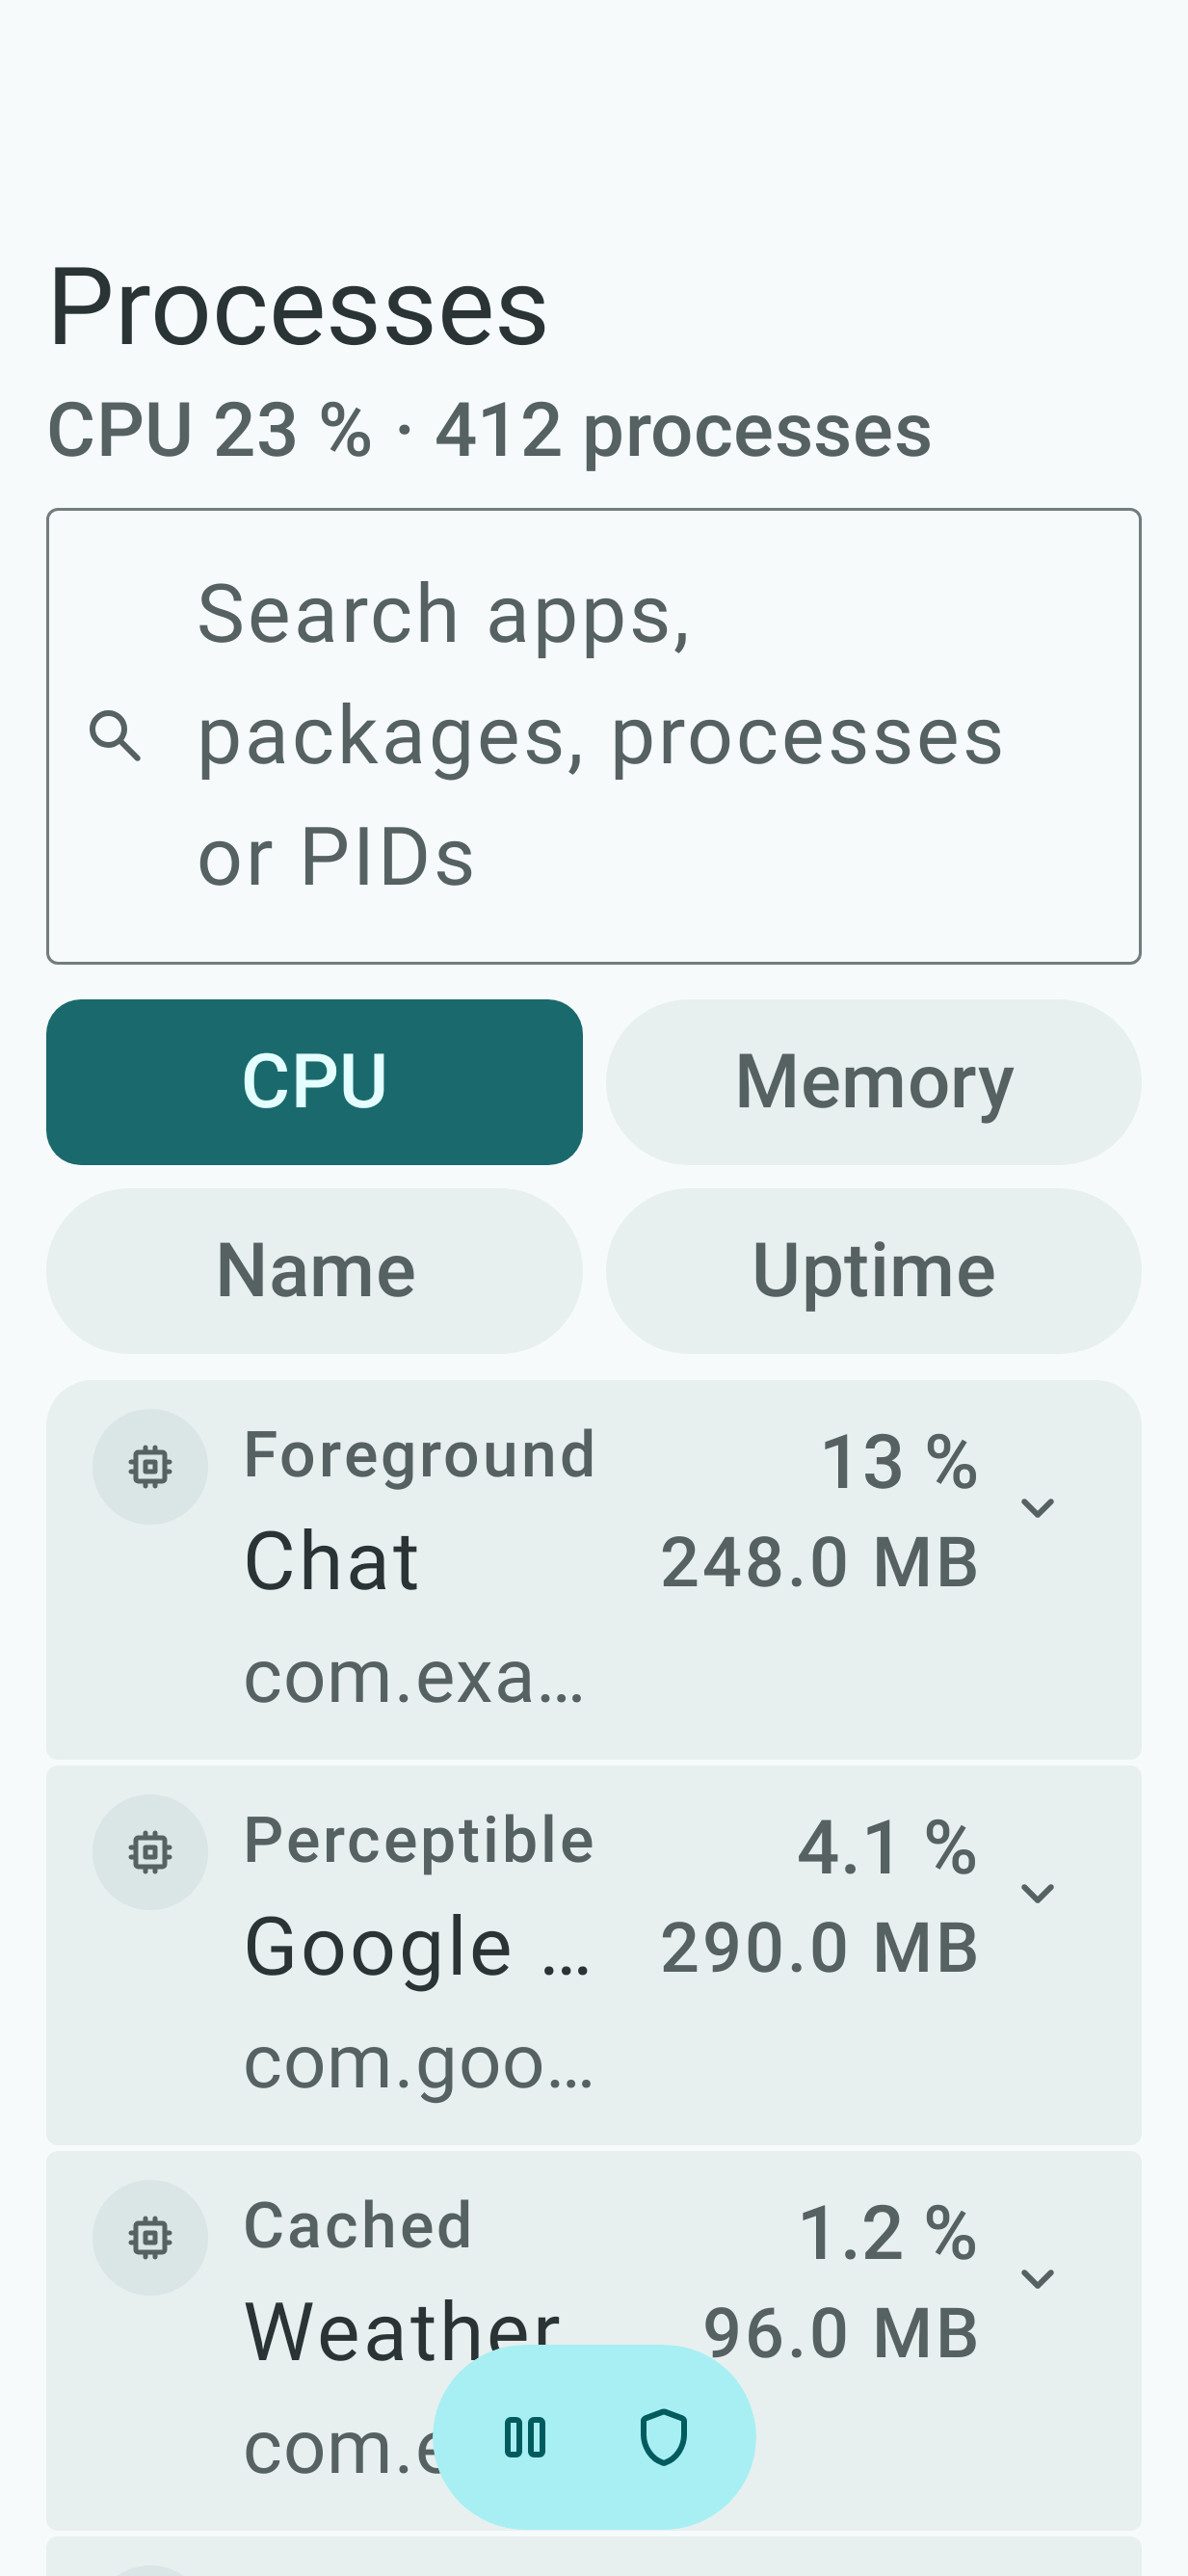 Processes
CPU 23 % · 412 processes
Search apps,
packages, processes
or PIDs
CPU
Memory
Name
Uptime
Foreground
13 %
Chat
248.0 MB
com.exa…
Perceptible
4.1 %
Google …
290.0 MB
com.goo…
Cached
1.2 %
Weather
96.0 MB